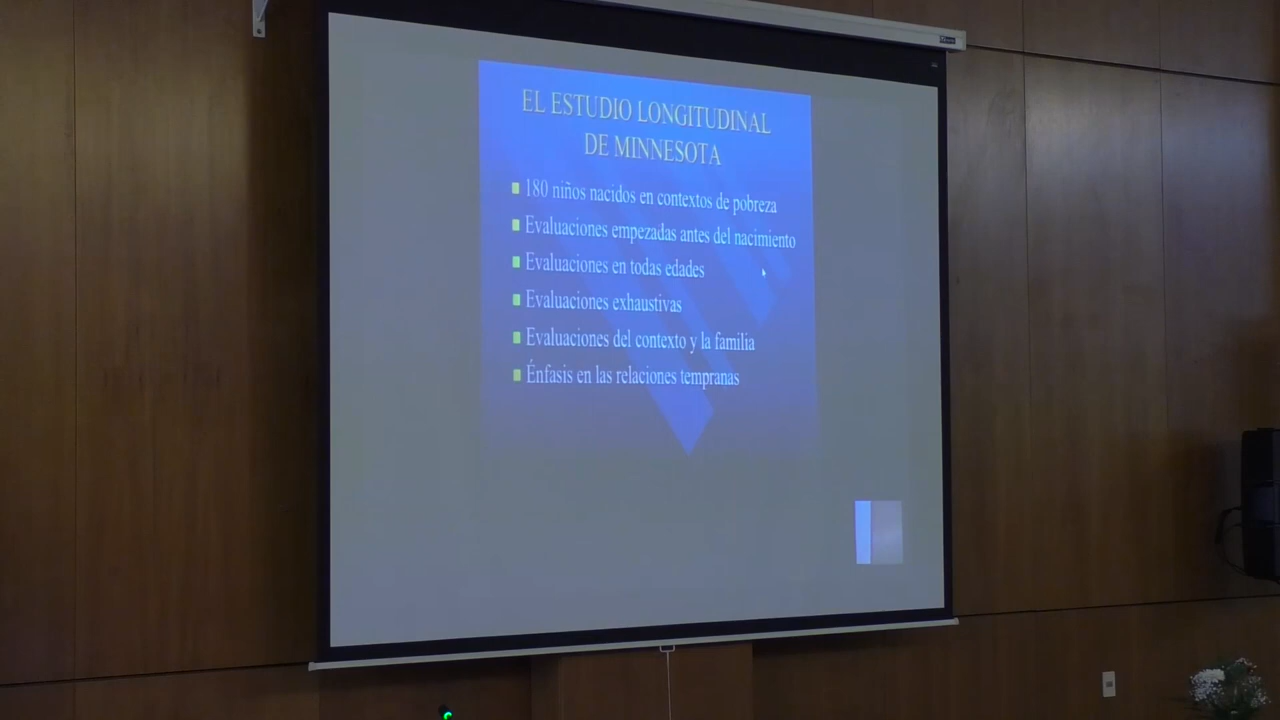 EL ESTUDIO LONGITUDINAL
DE MINNESOTA
180 niños nacidos en contextos de pobreza
Evaluaciones empezadas antes del nacimiento
Evaluaciones en todas edades
Evaluaciones exhaustivas
Evaluaciones del contexto y la familia
Énfasis en las relaciones tempranas